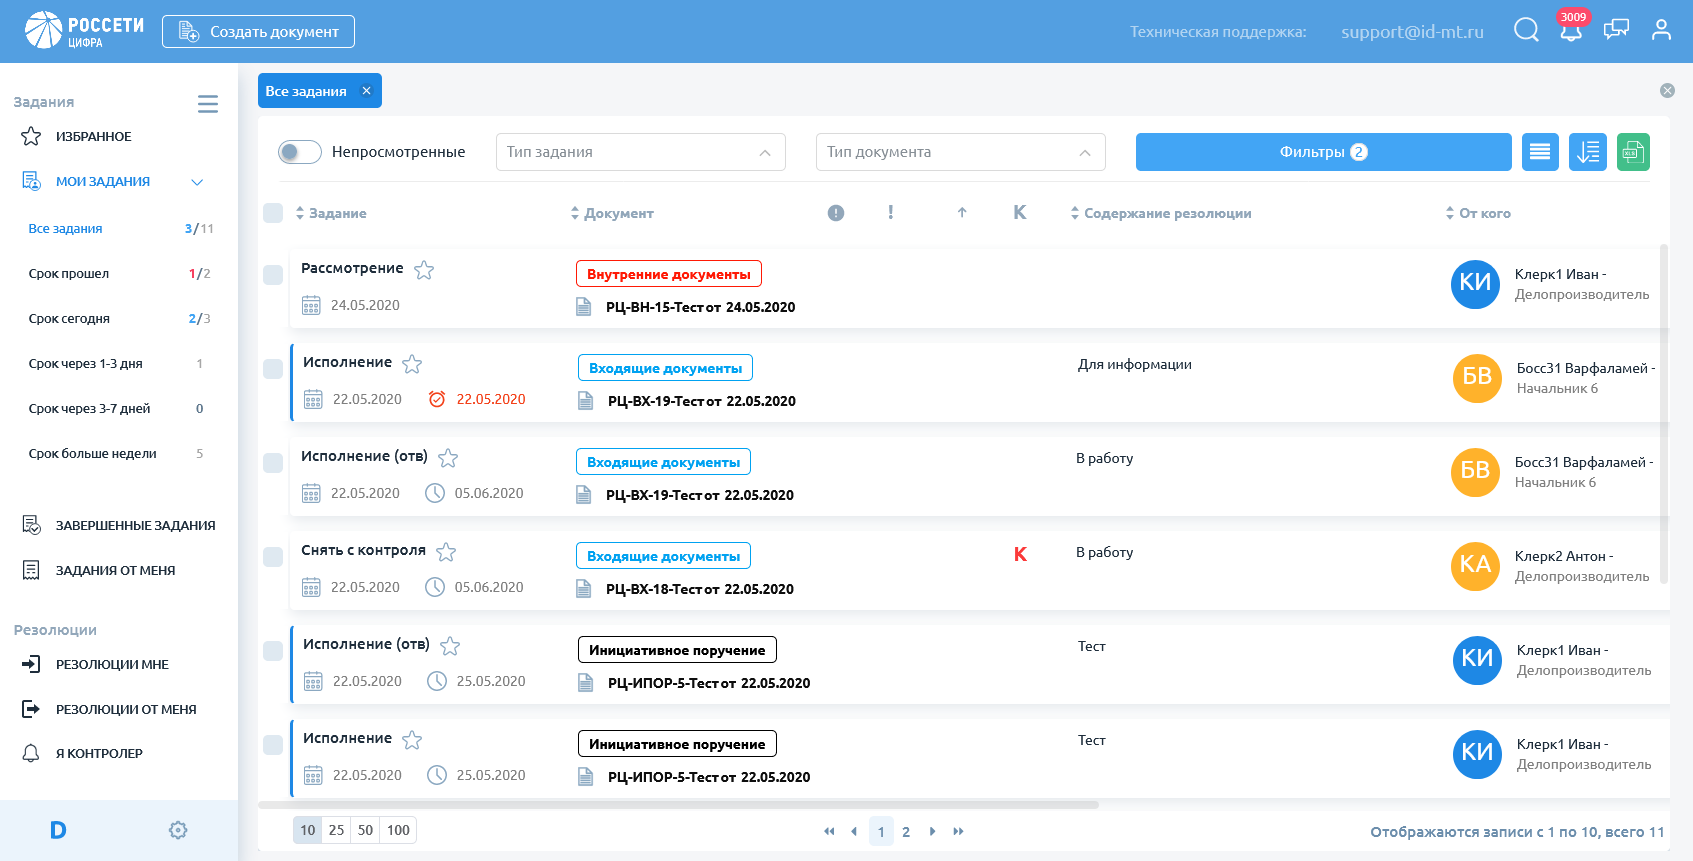 РОССЕТИ
ЦИФРА
Создать документ
Техническая поддержка:
support@id-mt.ru
3009
Задания
ИЗБРАННОЕ
МОИ ЗАДАНИЯ
Все задания 3/11
Срок прошел 1/2
Срок сегодня 2/3
Срок через 1-3 дня 1
Срок через 3-7 дней 0
Срок больше недели 5
ЗАВЕРШЕННЫЕ ЗАДАНИЯ
ЗАДАНИЯ ОТ МЕНЯ
Резолюции
РЕЗОЛЮЦИИ МНЕ
РЕЗОЛЮЦИИ ОТ МЕНЯ
Я КОНТРОЛЕР
D
Все задания
Непросмотренные
Тип задания
Тип документа
Фильтры 2
XLS
Задание Документ ! ! К Содержание резолюции От кого
Рассмотрение
24.05.2020
Внутренние документы
РЦ-ВН-15-Тест от 24.05.2020
КИ
Клерк1 Иван -
Делопроизводитель
Исполнение
22.05.2020 22.05.2020
Входящие документы
РЦ-ВХ-19-Тест от 22.05.2020
Для информации
БВ
Босс31 Варфаламей -
Начальник 6
Исполнение (отв)
22.05.2020 05.06.2020
Входящие документы
РЦ-ВХ-19-Тест от 22.05.2020
В работу
БВ
Босс31 Варфаламей -
Начальник 6
Снять с контроля
22.05.2020 05.06.2020
Входящие документы
РЦ-ВХ-18-Тест от 22.05.2020
К
В работу
КА
Клерк2 Антон -
Делопроизводитель
Исполнение (отв)
22.05.2020 25.05.2020
Инициативное поручение
РЦ-ИПОР-5-Тест от 22.05.2020
Тест
КИ
Клерк1 Иван -
Делопроизводитель
Исполнение
22.05.2020 25.05.2020
Инициативное поручение
РЦ-ИПОР-5-Тест от 22.05.2020
Тест
КИ
Клерк1 Иван -
Делопроизводитель
10 25 50 100
1 2
Отображаются записи с 1 по 10, всего 11